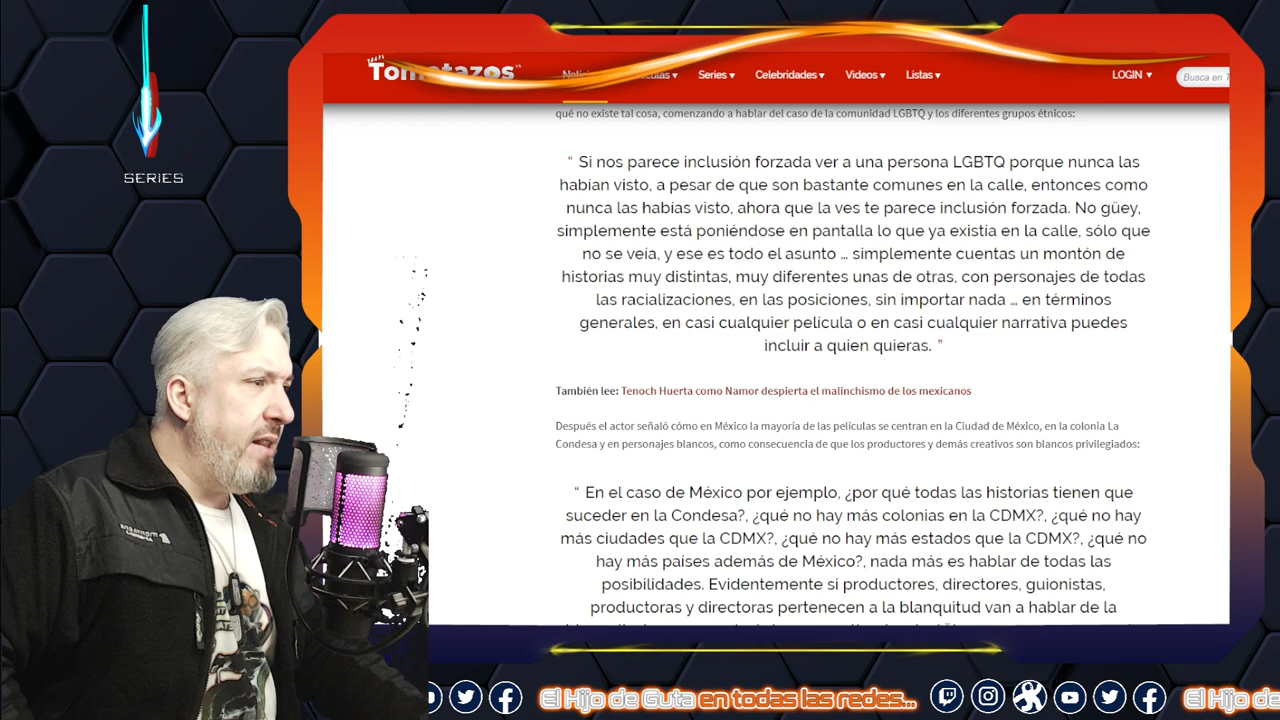 Tomatazos
Series
Celebridades
Videos
Listas
LOGIN
Busca en T
SERIES
qué no existe tal cosa, comenzando a hablar del caso de la comunidad LGBTQ y los diferentes grupos étnicos:
“ Si nos parece inclusión forzada ver a una persona LGBTQ porque nunca las
habían visto, a pesar de que son bastante comunes en la calle, entonces como
nunca las habias visto, ahora que la ves te parece inclusión forzada. No güey,
simplemente está poniéndose en pantalla lo que ya existía en la calle, sólo que
no se veía, y ese es todo el asunto ... simplemente cuentas un montón de
historias muy distintas, muy diferentes unas de otras, con personajes de todas
las racializaciones, en las posiciones, sin importar nada ... en términos
generales, en casi cualquier película o en casi cualquier narrativa puedes
incluir a quien quieras. ”
También lee: Tenoch Huerta como Namor despierta el malinchismo de los mexicanos
Después el actor señaló cómo en México la mayoría de las películas se centran en la Ciudad de México, en la colonia La
Condesa y en personajes blancos, como consecuencia de que los productores y demás creativos son blancos privilegiados:
“ En el caso de México por ejemplo, ¿por qué todas las historias tienen que
suceder en la Condesa?, ¿qué no hay más colonias en la CDMX?, ¿qué no hay
más ciudades que la CDMX?, ¿qué no hay más estados que la CDMX?, ¿qué no
hay más países además de México?, nada más es hablar de todas las
posibilidades. Evidentemente si productores, directores, guionistas,
productoras y directoras pertenecen a la blanquitud van a hablar de la
El Hijo de Guta en todas las redes... El Hijo de